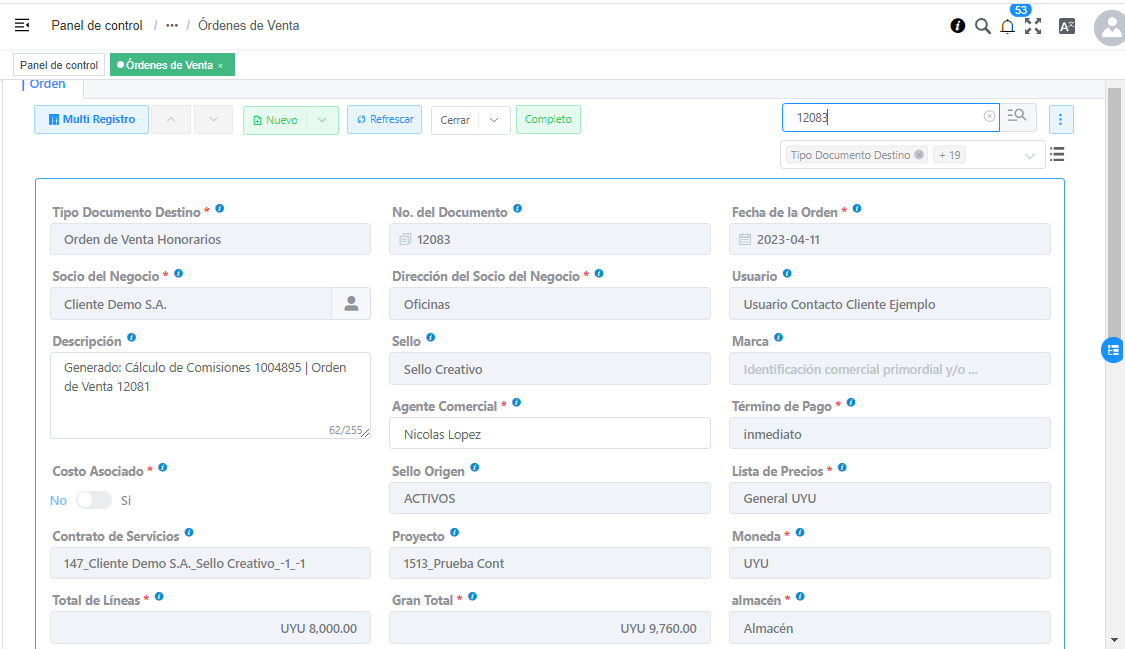 Panel de control / ••• / Órdenes de Venta
53
Panel de control
Órdenes de Venta ×
Orden
Multi Registro
Nuevo
Refrescar
Cerrar
Completo
12083
Tipo Documento Destino
+ 19
Tipo Documento Destino *
No. del Documento
Fecha de la Orden *
Orden de Venta Honorarios
12083
2023-04-11
Socio del Negocio *
Dirección del Socio del Negocio *
Usuario
Cliente Demo S.A.
Oficinas
Usuario Contacto Cliente Ejemplo
Descripción
Sello
Marca
Generado: Cálculo de Comisiones 1004895 | Orden
de Venta 12081
62/255
Sello Creativo
Identificación comercial primordial y/o ...
Agente Comercial *
Término de Pago *
Nicolas Lopez
inmediato
Costo Asociado *
Sello Origen
Lista de Precios *
No
Si
ACTIVOS
General UYU
Contrato de Servicios
Proyecto
Moneda *
147_Cliente Demo S.A._Sello Creativo_-1_-1
1513_Prueba Cont
UYU
Total de Líneas *
Gran Total *
almacén *
UYU 8,000.00
UYU 9,760.00
Almacén